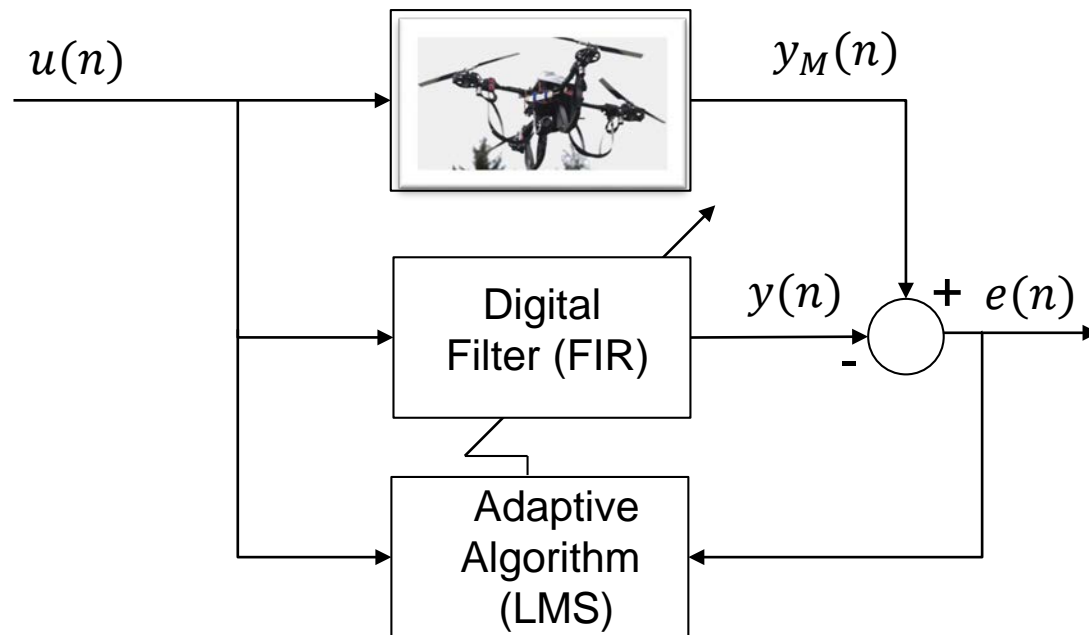 u(n)
y_M(n)
Digital
Filter (FIR)
y(n)
+
e(n)
-
Adaptive
Algorithm
(LMS)